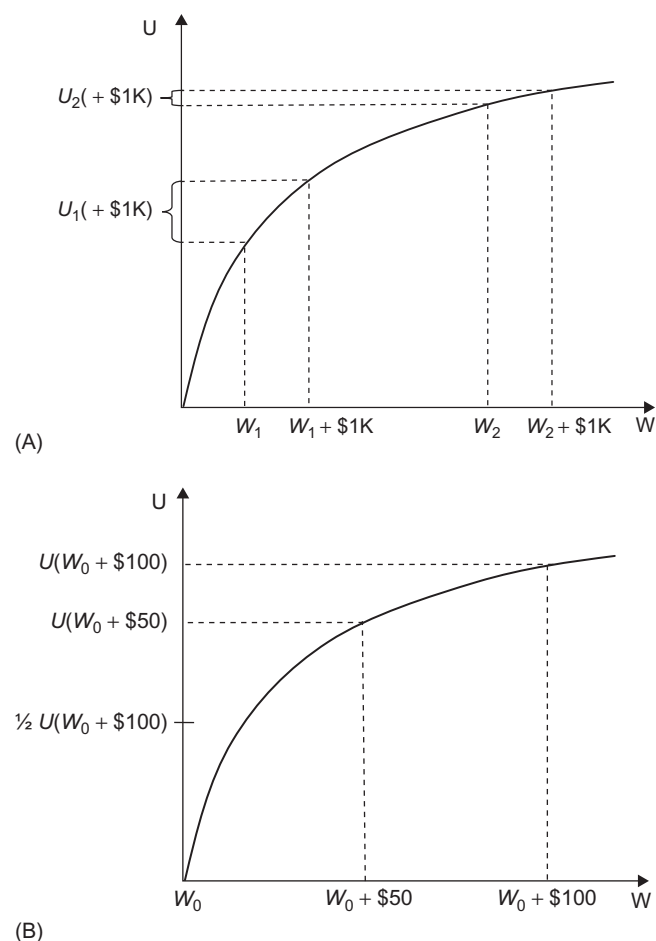 U
U₂( + $1K)
U₁( + $1K)
W₁ W₁ + $1K W₂ W₂ + $1K W
(A)
U
U(W₀ + $100)
U(W₀ + $50)
½ U(W₀ + $100)
W₀ W₀ + $50 W₀ + $100 W
(B)